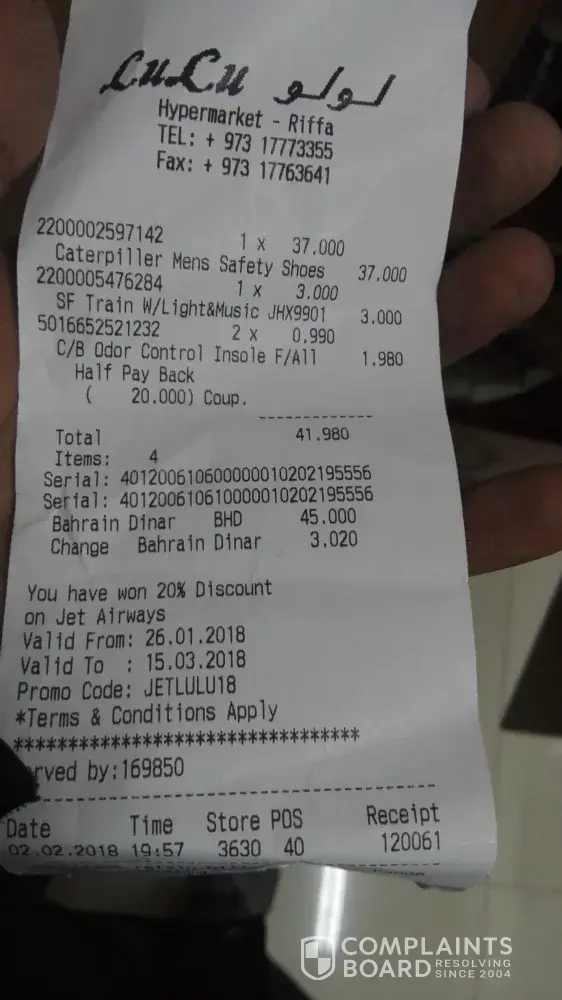 LuLu لولو
Hypermarket - Riffa
TEL: + 973 17773355
Fax: + 973 17763641
2200002597142 1 x 37.000
Caterpiller Mens Safety Shoes 37.000
2200005476284 1 x 3.000
SF Train W/Light&Music JHX9901 3.000
5016652521232 2 x 0.990
C/B Odor Control Insole F/All 1.980
Half Pay Back
( 20.000) Coup.
Total 41.980
Items: 4
Serial: 4012006106000000010202195556
Serial: 4012006106100000010202195556
Bahrain Dinar BHD 45.000
Change Bahrain Dinar 3.020
You have won 20% Discount
on Jet Airways
Valid From: 26.01.2018
Valid To : 15.03.2018
Promo Code: JETLULU18
*Terms & Conditions Apply
**********************************
rved by:169850
Date Time Store POS Receipt
02.02.2018 19:57 3630 40 120061
COMPLAINTS
BOARD RESOLVING
SINCE 2004